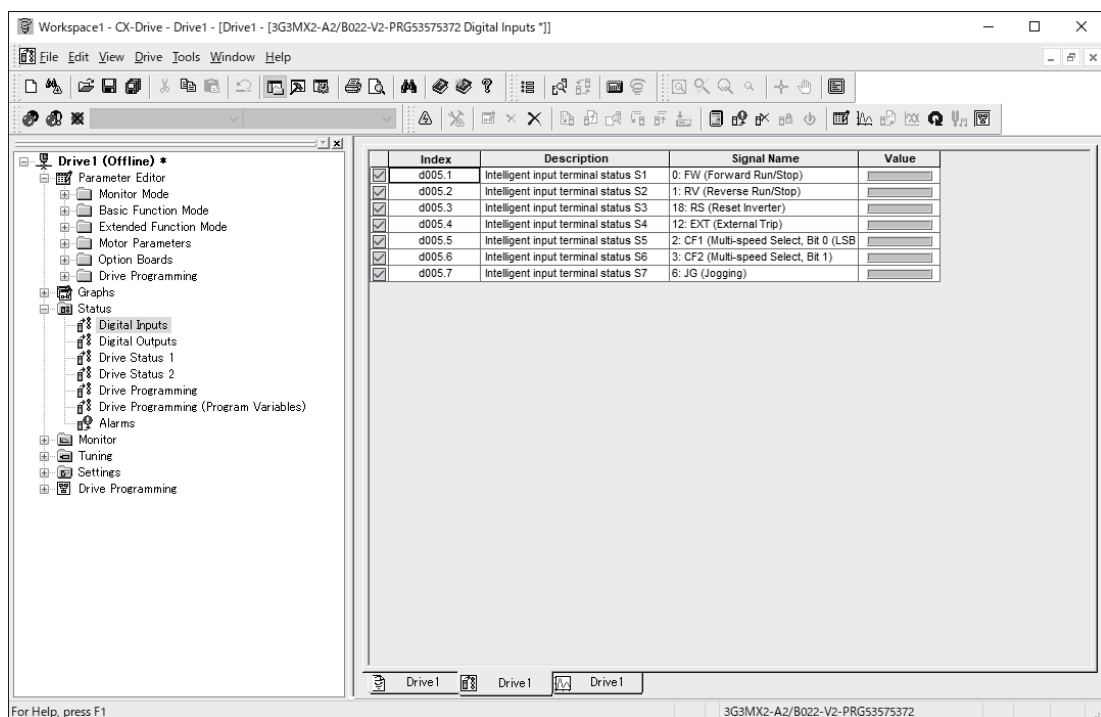 Workspace1 - CX-Drive - Drive1 - [Drive1 - [3G3MX2-A2/B022-V2-PRG53575372 Digital Inputs *]]
File Edit View Drive Tools Window Help
Drive1 (Offline) *
Parameter Editor
Monitor Mode
Basic Function Mode
Extended Function Mode
Motor Parameters
Option Boards
Drive Programming
Graphs
Status
Digital Inputs
Digital Outputs
Drive Status 1
Drive Status 2
Drive Programming
Drive Programming (Program Variables)
Alarms
Monitor
Tuning
Settings
Drive Programming
Index Description Signal Name Value
d005.1 Intelligent input terminal status S1 0: FW (Forward Run/Stop)
d005.2 Intelligent input terminal status S2 1: RV (Reverse Run/Stop)
d005.3 Intelligent input terminal status S3 18: RS (Reset Inverter)
d005.4 Intelligent input terminal status S4 12: EXT (External Trip)
d005.5 Intelligent input terminal status S5 2: CF1 (Multi-speed Select, Bit 0 (LSB
d005.6 Intelligent input terminal status S6 3: CF2 (Multi-speed Select, Bit 1)
d005.7 Intelligent input terminal status S7 6: JG (Jogging)
Drive1 Drive1 Drive1
For Help, press F1 3G3MX2-A2/B022-V2-PRG53575372